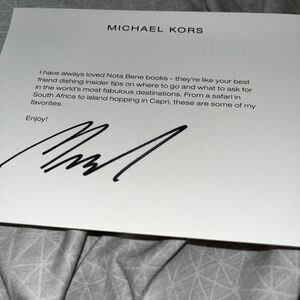 MICHAEL KORS
I have always loved Nota Bene books – they're like your best
friend dishing insider tips on where to go and what to ask for
in the world's most fabulous destinations. From a safari in
South Africa to island hopping in Capri, these are some of my
favorites.
Enjoy!